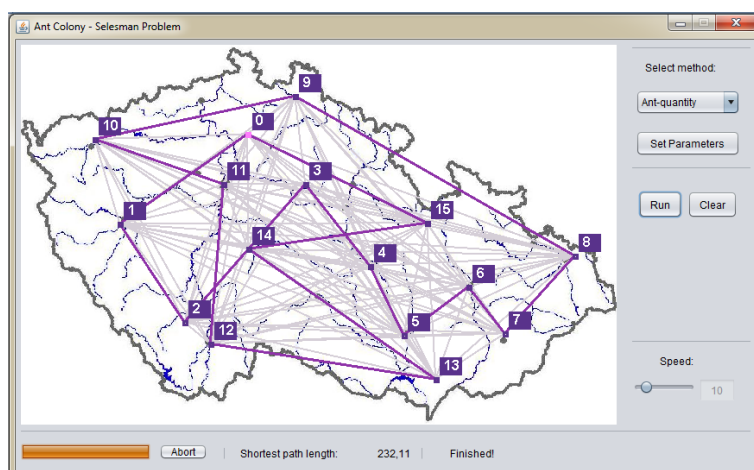 Ant Colony - Selesman Problem
9
10
0
11
3
1
15
14
4
8
6
2
12
5
7
13
Select method:
Ant-quantity
Set Parameters
Run
Clear
Speed:
10
Abort
Shortest path length:
232,11
Finished!